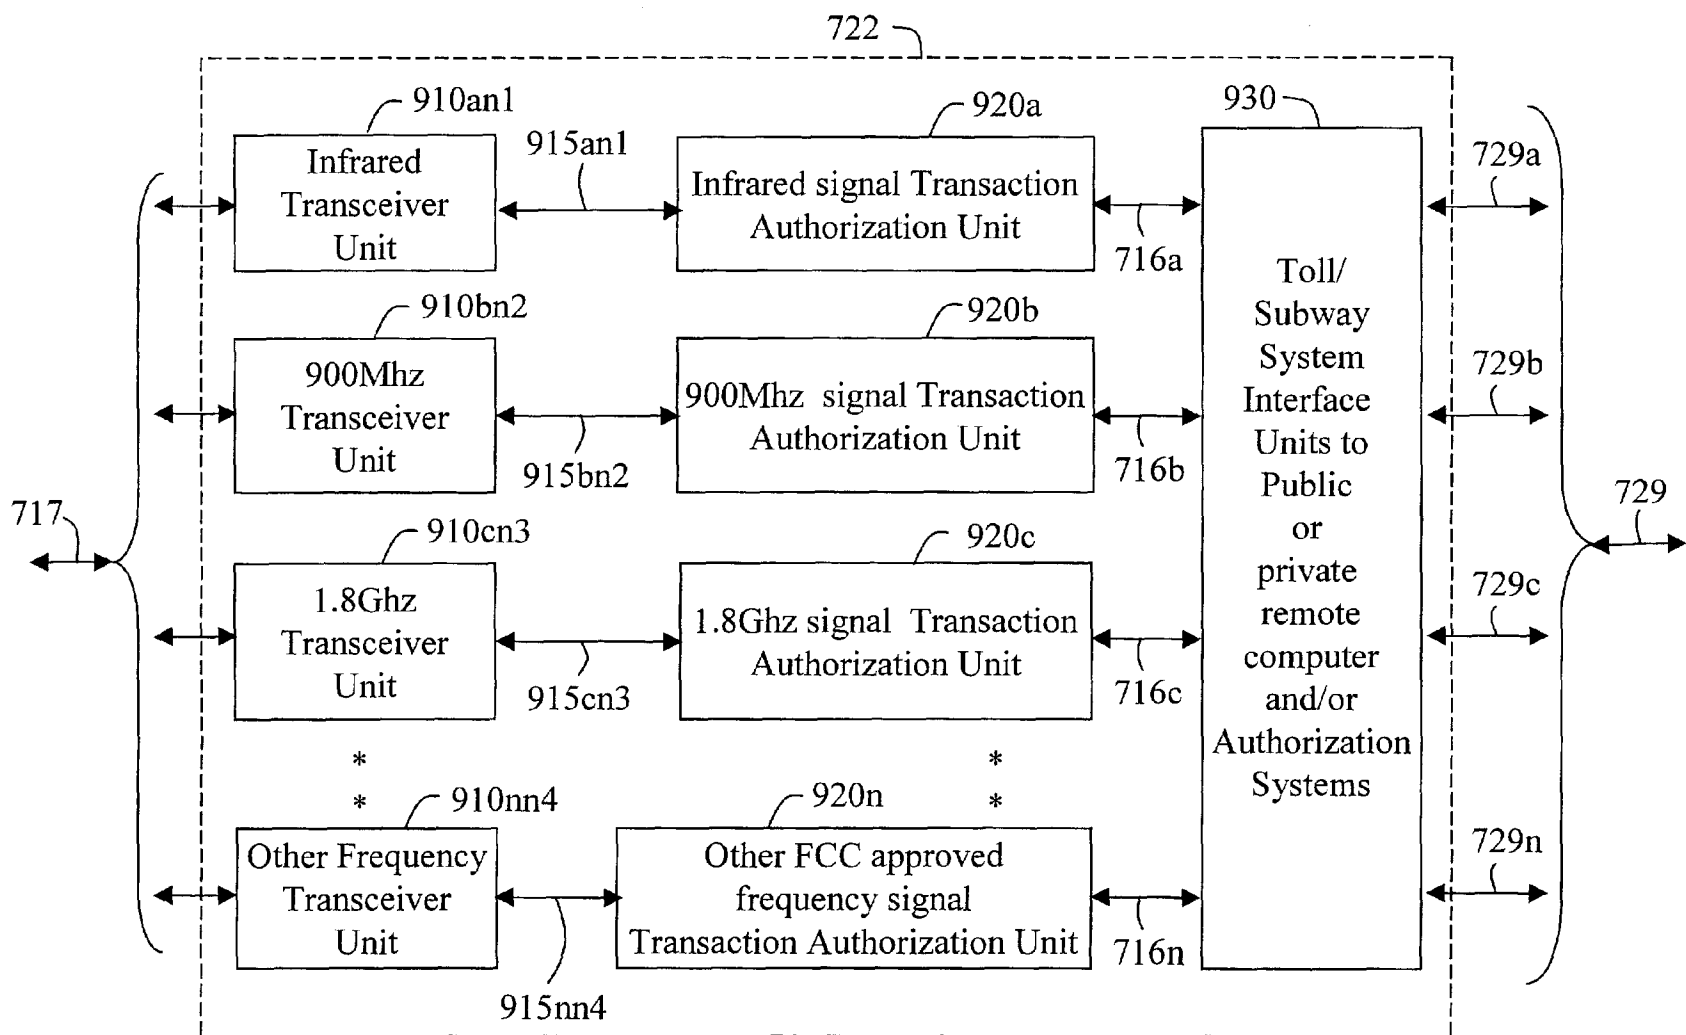 722
910an1
920a
930
915an1
729a
Infrared
Transceiver
Unit
Infrared signal Transaction
Authorization Unit
716a
910bn2
920b
900Mhz
Transceiver
Unit
900Mhz signal Transaction
Authorization Unit
915bn2
716b
729b
717
729
910cn3
920c
1.8Ghz
Transceiver
Unit
1.8Ghz signal Transaction
Authorization Unit
915cn3
716c
729c
Toll/
Subway
System
Interface
Units to
Public
or
private
remote
computer
and/or
Authorization
Systems
* *
* *
910nn4
920n
Other Frequency
Transceiver
Unit
Other FCC approved
frequency signal
Transaction Authorization Unit
915nn4
716n
729n